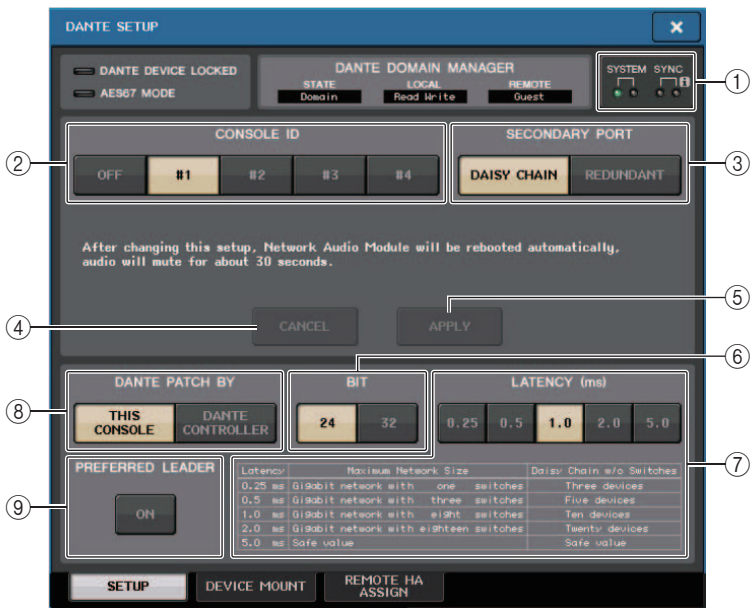 DANTE SETUP
×
DANTE DEVICE LOCKED
AES67 MODE
DANTE DOMAIN MANAGER
STATE LOCAL REMOTE
Domain Read Write Guest
SYSTEM SYNC
①
CONSOLE ID
OFF #1 #2 #3 #4
②
SECONDARY PORT
DAISY CHAIN REDUNDANT
③
After changing this setup, Network Audio Module will be rebooted automatically,
audio will mute for about 30 seconds.
④
CANCEL
APPLY
⑤
⑥
DANTE PATCH BY
THIS
CONSOLE
DANTE
CONTROLLER
⑧
BIT
24 32
LATENCY (ms)
0.25 0.5 1.0 2.0 5.0
PREFERRED LEADER
ON
⑨
Latency Maximum Network Size Daisy Chain w/o Switches
0.25 ms Gigabit network with one switches Three devices
0.5 ms Gigabit network with three switches Five devices
1.0 ms Gigabit network with eight switches Ten devices
2.0 ms Gigabit network with eighteen switches Twenty devices
5.0 ms Safe value Safe value
⑦
SETUP
DEVICE MOUNT
REMOTE HA
ASSIGN